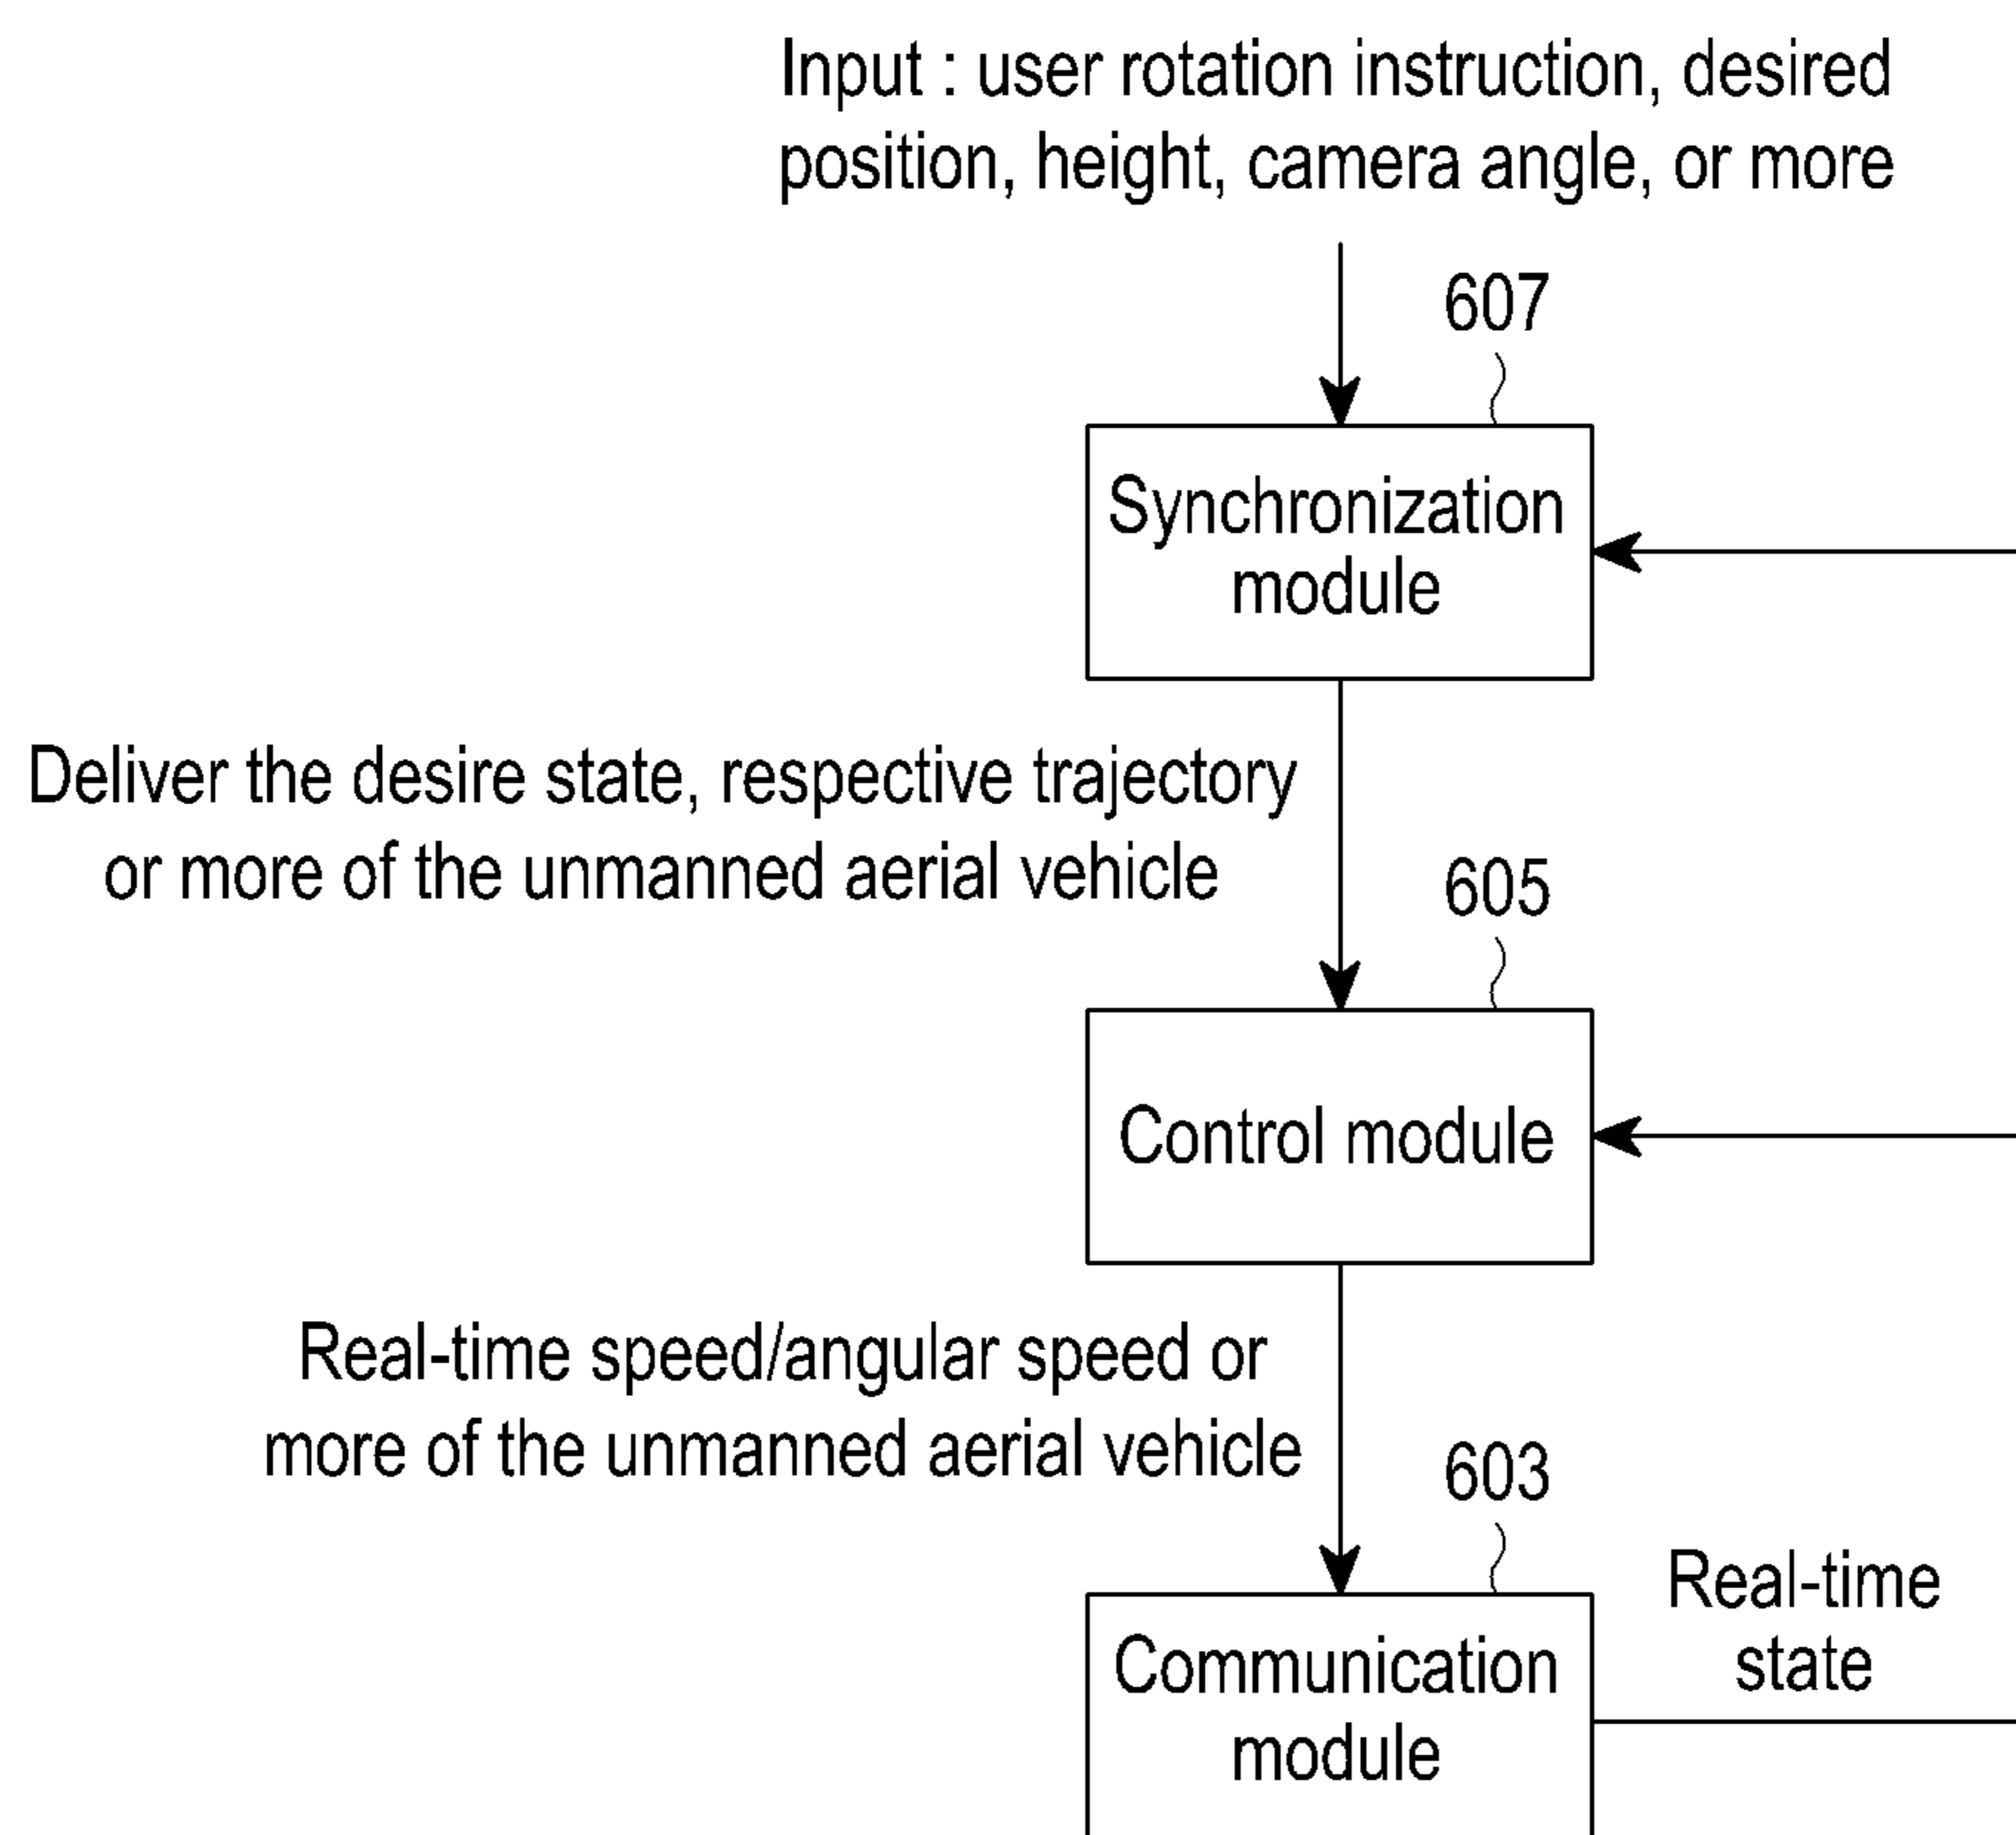 Input : user rotation instruction, desired
position, height, camera angle, or more
607
Synchronization
module
Deliver the desire state, respective trajectory
or more of the unmanned aerial vehicle
605
Control module
Real-time speed/angular speed or
more of the unmanned aerial vehicle
603
Communication
module
Real-time
state